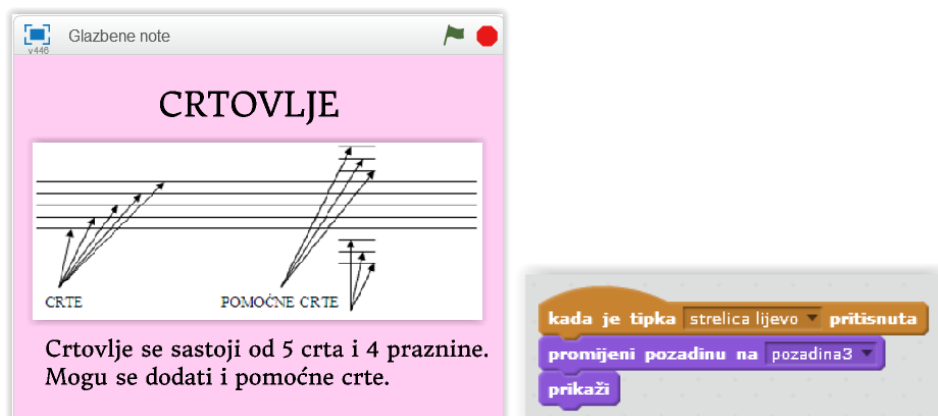 Glazbene note
v446
CRTOVLJE
CRTE
POMOĆNE CRTE
Crtovlje se sastoji od 5 crta i 4 praznine.
Mogu se dodati i pomoćne crte.
kada je tipka strelica lijevo pritisnuta
promijeni pozadinu na pozadina3
prikaži